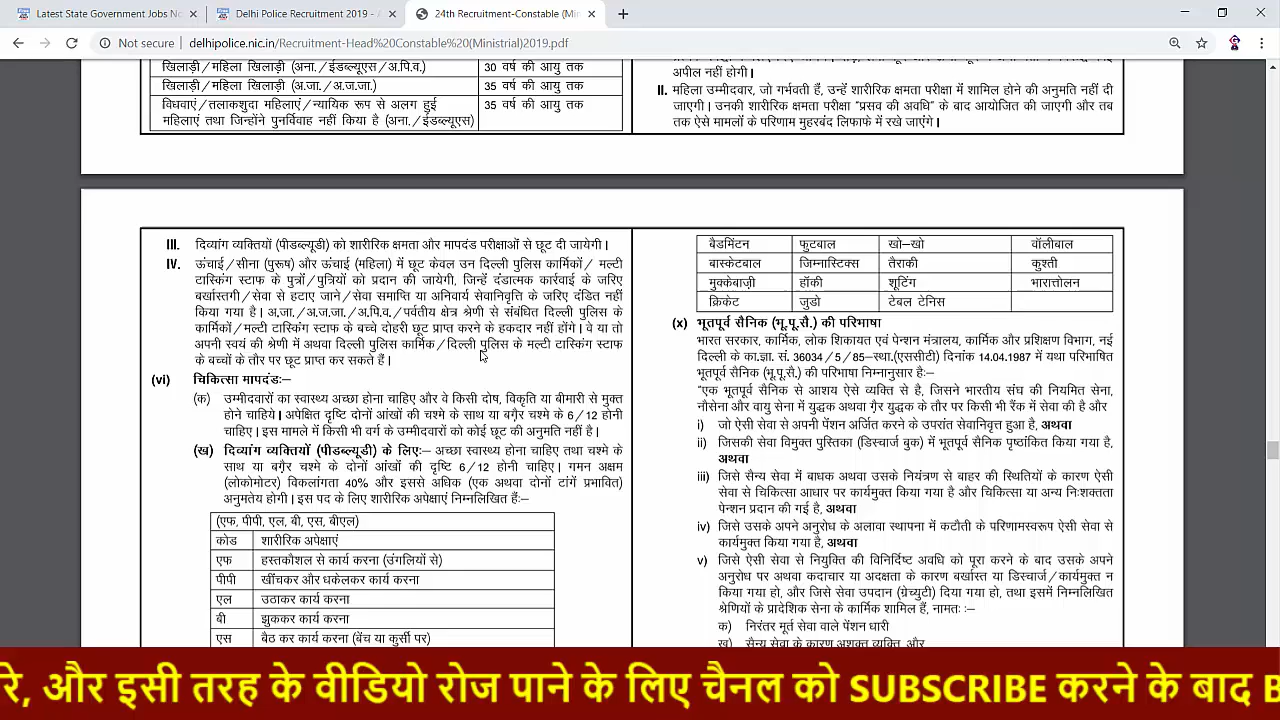 Latest State Government Jobs No
Delhi Police Recruitment 2019 -
24th Recruitment-Constable (Min
Not secure | delhipolice.nic.in/Recruitment-Head%20Constable%20(Ministrial)2019.pdf
खिलाड़ी/महिला खिलाड़ी (अना./ईडब्ल्यूएस/अ.पि.व.) 30 वर्ष की आयु तक
खिलाड़ी/महिला खिलाड़ी (अ.जा./अ.ज.जा.) 35 वर्ष की आयु तक
विधवाएं/तलाकशुदा महिलाएं/न्यायिक रूप से अलग हुई 35 वर्ष की आयु तक
महिलाएं तथा जिन्होंने पुनर्विवाह नहीं किया है (अना./ईडब्ल्यूएस)
अपील नहीं होगी।
II. महिला उम्मीदवार, जो गर्भवती हैं, उन्हें शारीरिक क्षमता परीक्षा में शामिल होने की अनुमति नहीं दी
जाएगी। उनकी शारीरिक क्षमता परीक्षा "प्रसव की अवधि" के बाद आयोजित की जाएगी और तब
तक ऐसे मामलों के परिणाम मुहरबंद लिफाफे में रखे जाएंगे।
III. दिव्यांग व्यक्तियों (पीडब्ल्यूडी) को शारीरिक क्षमता और मापदंड परीक्षाओं से छूट दी जायेगी।
IV. ऊंचाई/सीना (पुरूष) और ऊंचाई (महिला) में छूट केवल उन दिल्ली पुलिस कार्मिकों/ मल्टी
टास्किंग स्टाफ के पुत्रों/पुत्रियों को प्रदान की जायेगी, जिन्हें दंडात्मक कार्रवाई के जरिए
बर्खास्तगी/सेवा से हटाए जाने/सेवा समाप्ति या अनिवार्य सेवानिवृत्ति के जरिए दंडित नहीं
किया गया है। अ.जा./अ.ज.जा./अ.पि.व./पर्वतीय क्षेत्र श्रेणी से संबंधित दिल्ली पुलिस के
कार्मिकों/मल्टी टास्किंग स्टाफ के बच्चे दोहरी छूट प्राप्त करने के हकदार नहीं होंगे। वे या तो
अपनी स्वयं की श्रेणी में अथवा दिल्ली पुलिस कार्मिक/दिल्ली पुलिस के मल्टी टास्किंग स्टाफ
के बच्चों के तौर पर छूट प्राप्त कर सकते हैं।
(vi) चिकित्सा मापदंडः–
(क) उम्मीदवारों का स्वास्थ्य अच्छा होना चाहिए और वे किसी दोष, विकृति या बीमारी से मुक्त
होने चाहिये। अपेक्षित दृष्टि दोनों आंखों की चश्मे के साथ या बग़ैर चश्मे के 6/12 होनी
चाहिए। इस मामले में किसी भी वर्ग के उम्मीदवारों को कोई छूट की अनुमति नहीं है।
(ख) दिव्यांग व्यक्तियों (पीडब्ल्यूडी) के लिएः– अच्छा स्वास्थ्य होना चाहिए तथा चश्मे के
साथ या बग़ैर चश्मे के दोनों आंखों की दृष्टि 6/12 होनी चाहिए। गमन अक्षम
(लोकोमोटर) विकलांगता 40% और इससे अधिक (एक अथवा दोनों टांगें प्रभावित)
अनुमतेय होगी। इस पद के लिए शारीरिक अपेक्षाएं निम्नलिखित हैंः–
(एफ, पीपी, एल, बी, एस, बीएल)
कोड शारीरिक अपेक्षाएं
एफ हस्तकौशल से कार्य करना (उंगलियों से)
पीपी खींचकर और धकेलकर कार्य करना
एल उठाकर कार्य करना
बी झुककर कार्य करना
एस बैठ कर कार्य करना (बेंच या कुर्सी पर)
बैडमिंटन फुटबाल खो–खो वॉलीबाल
बास्केटबाल जिम्नास्टिक्स तैराकी कुश्ती
मुक्केबाज़ी हॉकी शूटिंग भारात्तोलन
क्रिकेट जुडो टेबल टेनिस
(x) भूतपूर्व सैनिक (भू.पू.सै.) की परिभाषा
भारत सरकार, कार्मिक, लोक शिकायत एवं पेन्शन मंत्रालय, कार्मिक और प्रशिक्षण विभाग, नई
दिल्ली के का.ज्ञा. सं. 36034/5/85–स्था.(एससीटी) दिनांक 14.04.1987 में यथा परिभाषित
भूतपूर्व सैनिक (भू.पू.सै.) की परिभाषा निम्नानुसार हैः–
"एक भूतपूर्व सैनिक से आशय ऐसे व्यक्ति से है, जिसने भारतीय संघ की नियमित सेना,
नौसेना और वायु सेना में युद्धक अथवा ग़ैर युद्धक के तौर पर किसी भी रैंक में सेवा की है और
i) जो ऐसी सेवा से अपनी पेंशन अर्जित करने के उपरांत सेवानिवृत्त हुआ है, अथवा
ii) जिसकी सेवा विमुक्त पुस्तिका (डिस्चार्ज बुक) में भूतपूर्व सैनिक पृष्ठांकित किया गया है,
अथवा
iii) जिसे सैन्य सेवा में बाधक अथवा उसके नियंत्रण से बाहर की स्थितियों के कारण ऐसी
सेवा से चिकित्सा आधार पर कार्यमुक्त किया गया है और चिकित्सा या अन्य निःशक्तता
पेन्शन प्रदान की गई है, अथवा
iv) जिसे उसके अपने अनुरोध के अलावा स्थापना में कटौती के परिणामस्वरूप ऐसी सेवा से
कार्यमुक्त किया गया है, अथवा
v) जिसे ऐसी सेवा से नियुक्ति की विनिर्दिष्ट अवधि को पूरा करने के बाद उसके अपने
अनुरोध पर अथवा कदाचार या अदक्षता के कारण बर्खास्त या डिस्चार्ज/कार्यमुक्त न
किया गया हो, और जिसे सेवा उपदान (ग्रेच्युटी) दिया गया हो, तथा इसमें निम्नलिखित
श्रेणियों के प्रादेशिक सेना के कार्मिक शामिल हैं, नामतः :–
क) निरंतर मूर्त सेवा वाले पेंशन धारी
ख) सैन्य सेवा के कारण अशक्त व्यक्ति, और
रे, और इसी तरह के वीडियो रोज पाने के लिए चैनल को SUBSCRIBE करने के बाद B